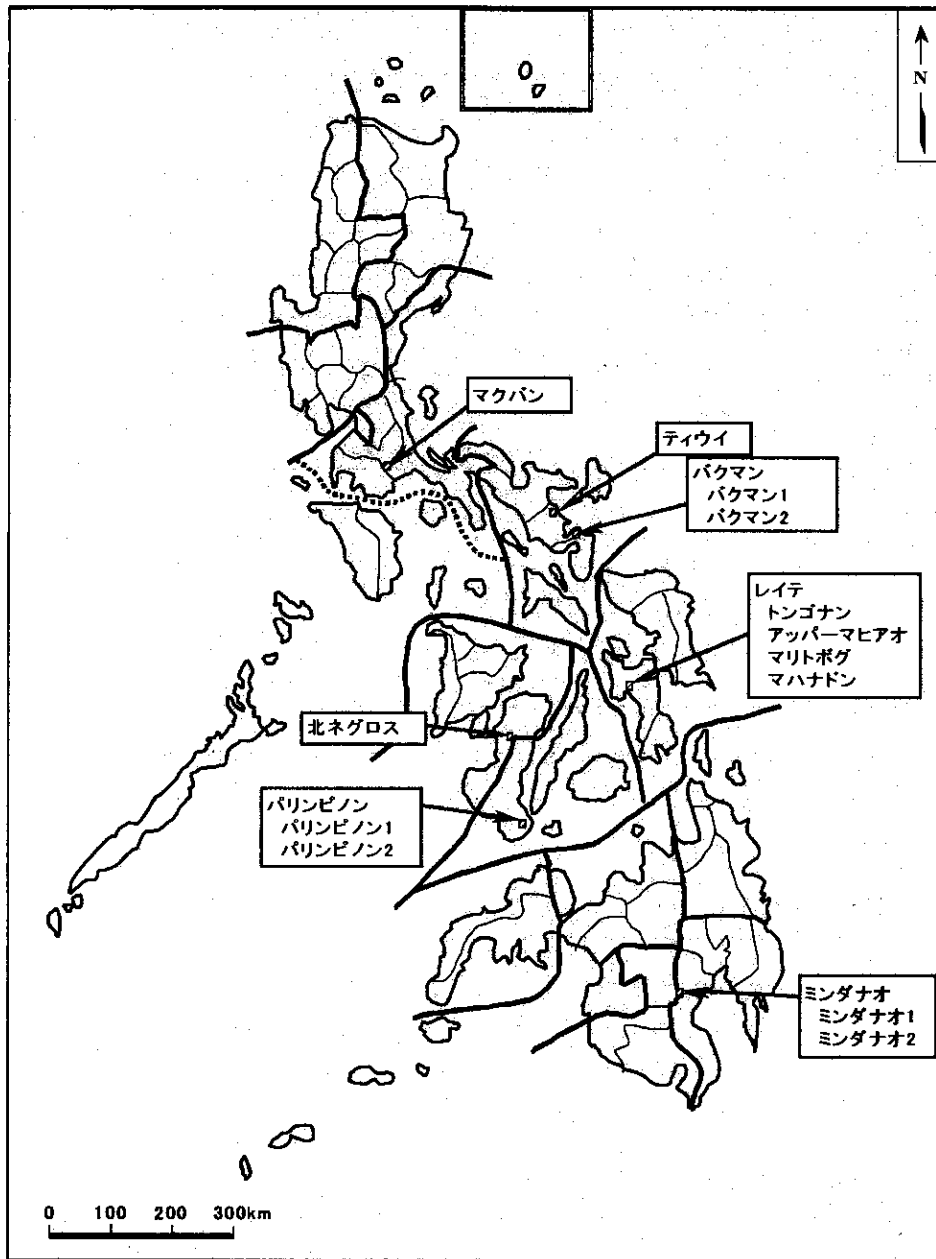 N
マクバン
ティウイ
バクマン
バクマン1
バクマン2
レイテ
トンゴナン
アッパーマヒアオ
マリトボグ
マハナドン
北ネグロス
パリンピノン
パリンピノン1
パリンピノン2
ミンダナオ
ミンダナオ1
ミンダナオ2
0 100 200 300km